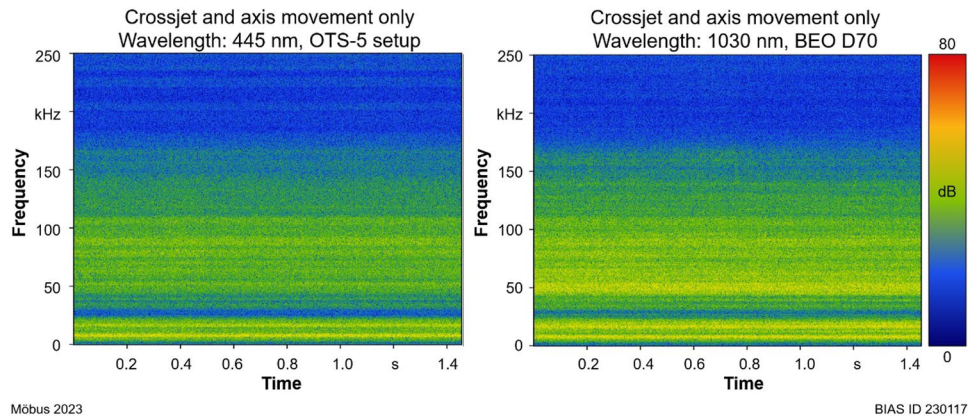 Crossjet and axis movement only
Wavelength: 445 nm, OTS-5 setup
250
kHz
150
100
50
0
Frequency
0.2 0.4 0.6 0.8 1.0 s 1.4
Time
Crossjet and axis movement only
Wavelength: 1030 nm, BEO D70
250
kHz
150
100
50
0
Frequency
0.2 0.4 0.6 0.8 1.0 s 1.4
Time
80
dB
0
Möbus 2023
BIAS ID 230117